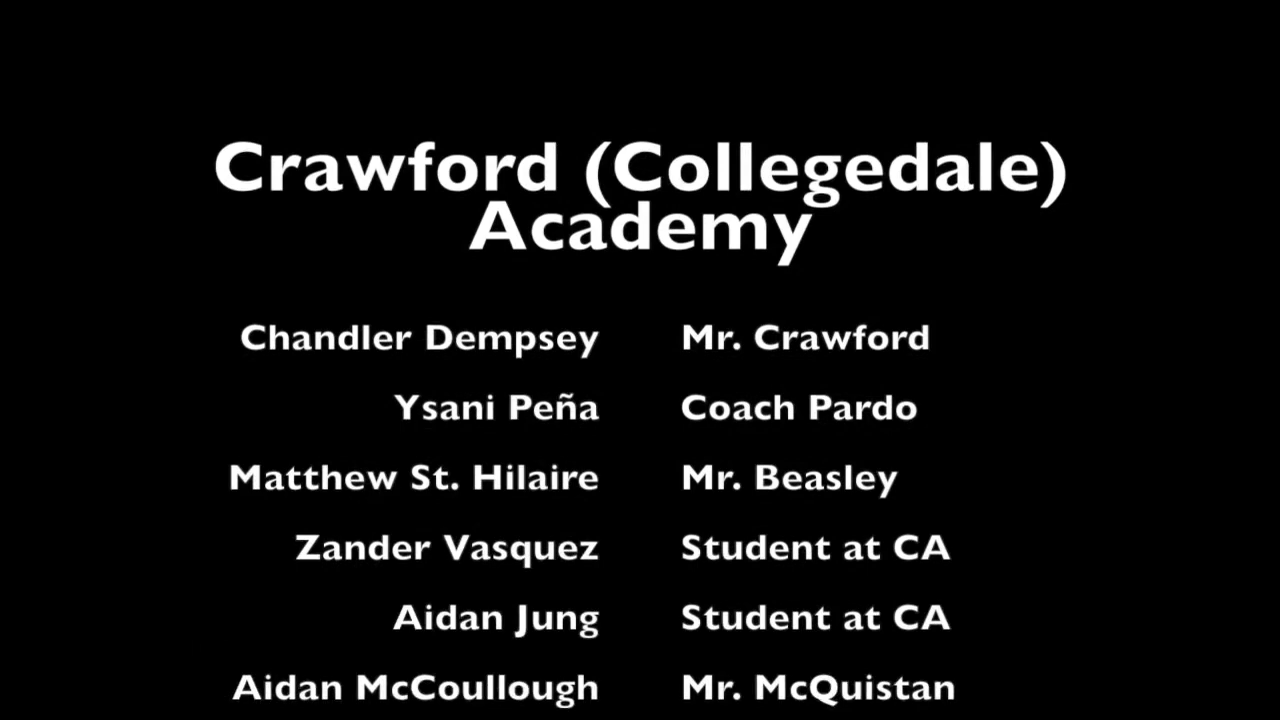 Crawford (Collegedale)
Academy
Chandler Dempsey Mr. Crawford
Ysani Peña Coach Pardo
Matthew St. Hilaire Mr. Beasley
Zander Vasquez Student at CA
Aidan Jung Student at CA
Aidan McCoullough Mr. McQuistan